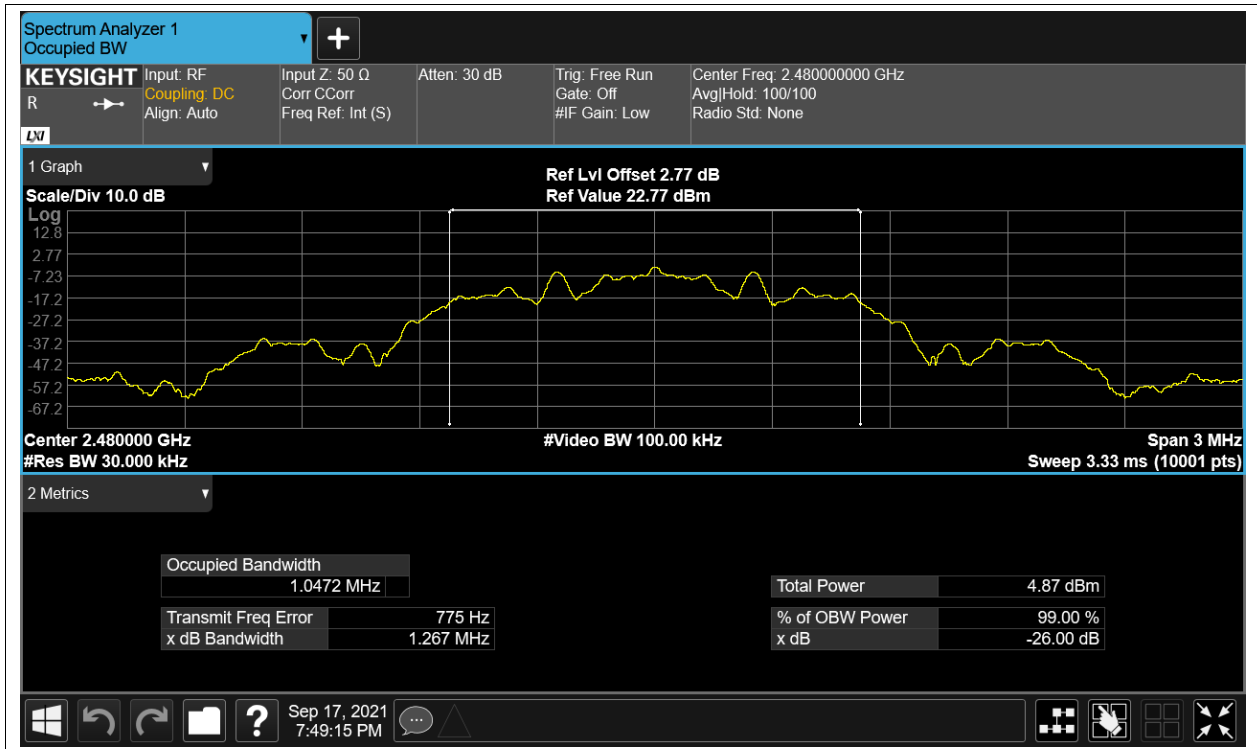 Spectrum Analyzer 1
Occupied BW
+
KEYSIGHT
R
LXI
Input: RF
Coupling: DC
Align: Auto
Input Z: 50 Ω
Corr CCorr
Freq Ref: Int (S)
Atten: 30 dB
Trig: Free Run
Gate: Off
#IF Gain: Low
Center Freq: 2.480000000 GHz
Avg|Hold: 100/100
Radio Std: None
1 Graph
Scale/Div 10.0 dB
Ref Lvl Offset 2.77 dB
Ref Value 22.77 dBm
Log
12.8
2.77
-7.23
-17.2
-27.2
-37.2
-47.2
-57.2
-67.2
Center 2.480000 GHz
#Video BW 100.00 kHz
Span 3 MHz
#Res BW 30.000 kHz
Sweep 3.33 ms (10001 pts)
2 Metrics
Occupied Bandwidth
1.0472 MHz
Total Power 4.87 dBm
Transmit Freq Error 775 Hz
% of OBW Power 99.00 %
x dB Bandwidth 1.267 MHz
x dB -26.00 dB
?
Sep 17, 2021
7:49:15 PM